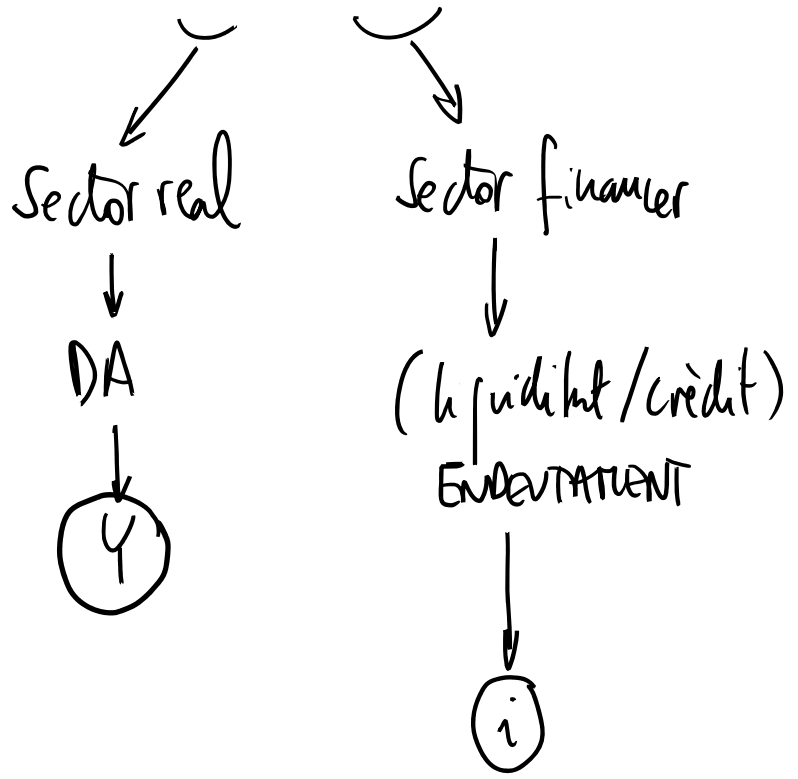 Sector real
Sector financer
DA
(liquiditat/crèdit)
ENDEUTAMENT
Y
i